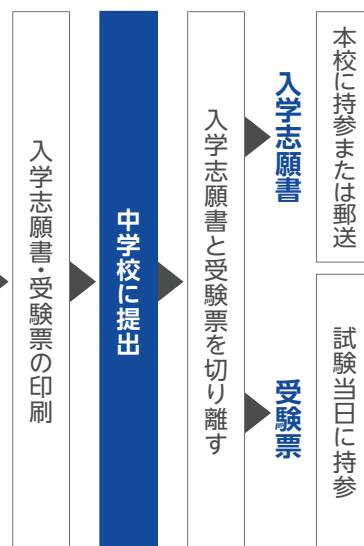 入学志願書・受験票の印刷
中学校に提出
入学志願書と受験票を切り離す
入学志願書
本校に持参または郵送
受験票
試験当日に持参